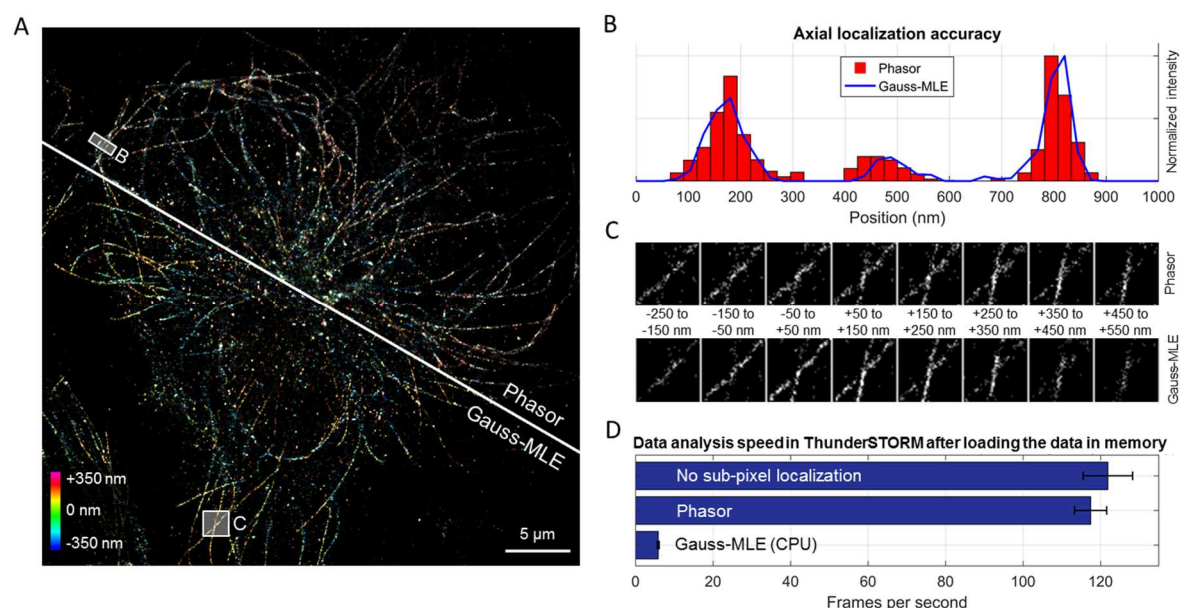 A
B
C
Phasor
Gauss-MLE
+350 nm
0 nm
-350 nm
5 µm
B
Axial localization accuracy
Phasor
Gauss-MLE
Normalized intensity
0 100 200 300 400 500 600 700 800 900 1000
Position (nm)
C
Phasor
-250 to -150 to -50 to +50 to +150 to +250 to +350 to +450 to
-150 nm -50 nm +50 nm +150 nm +250 nm +350 nm +450 nm +550 nm
Gauss-MLE
D
Data analysis speed in ThunderSTORM after loading the data in memory
No sub-pixel localization
Phasor
Gauss-MLE (CPU)
0 20 40 60 80 100 120
Frames per second